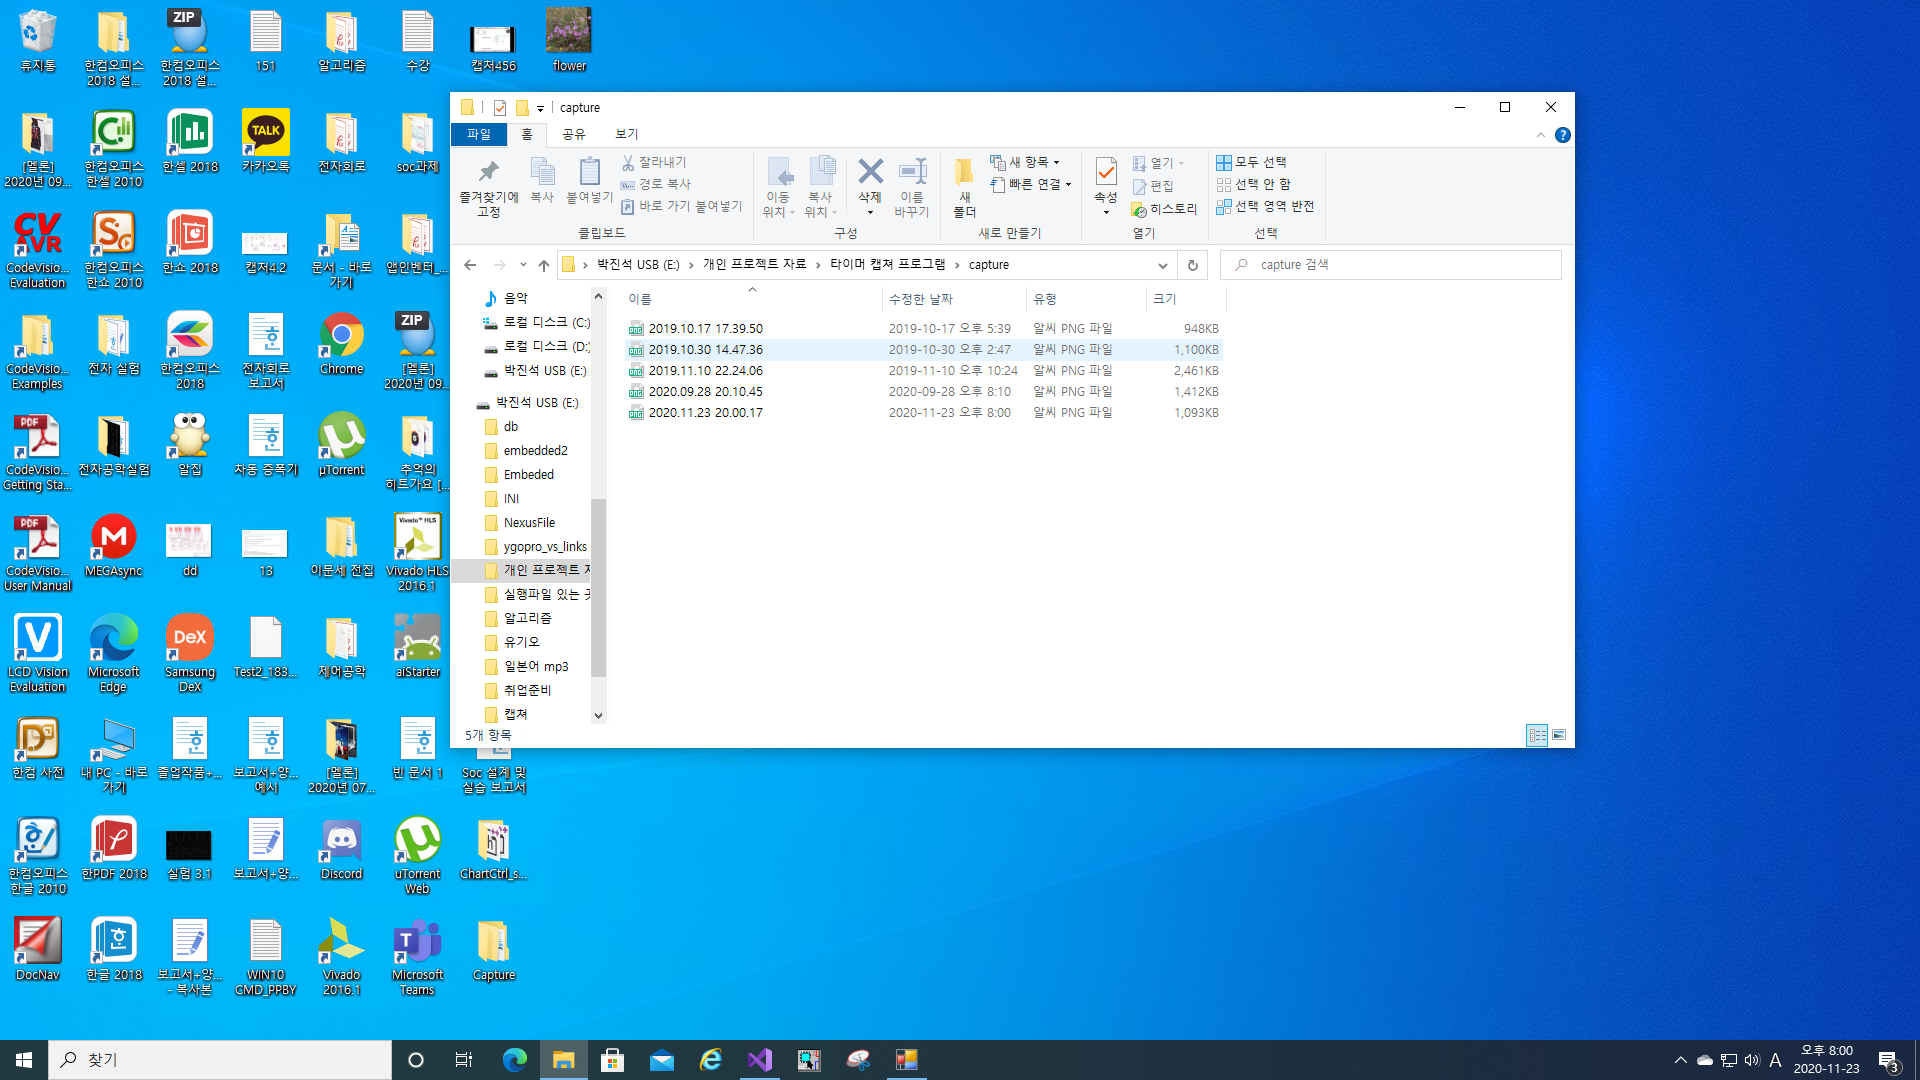 휴지통
한컴오피스
2018 설...
한컴오피스
2018 설...
151
알고리즘
수강
캡처456
flower
[멜론]
2020년 09...
한컴오피스
한셀 2010
한셀 2018
카카오톡
전자회로
soc과제
CodeVisio...
Evaluation
한컴오피스
한쇼 2010
한쇼 2018
캡처4.2
문서 - 바로
가기
앱인벤터_...
CodeVisio...
Examples
전자 실험
한컴오피스
2018
전자회로
보고서
Chrome
[멜론]
2020년 09...
CodeVisio...
Getting Sta...
전자공학실험
알집
자동 증폭기
µTorrent
추억의
히트가요 [...
CodeVisio...
User Manual
MEGAsync
dd
13
이문세 전집
Vivado HLS
2016.1
LCD Vision
Evaluation
Microsoft
Edge
Samsung
DeX
Test2_183...
제어공학
aiStarter
한컴 사전
내 PC - 바로
가기
졸업작품+...
보고서+양...
예시
[멜론]
2020년 07...
빈 문서 1
Soc 설계 및
실습 보고서
한컴오피스
한글 2010
한PDF 2018
실험 3.1
보고서+양...
Discord
uTorrent
Web
ChartCtrl_s...
DocNav
한글 2018
보고서+양...
- 복사본
WIN10
CMD_PPBY
Vivado
2016.1
Microsoft
Teams
Capture
capture
파일
홈
공유
보기
즐겨찾기에
고정
복사
붙여넣기
잘라내기
경로 복사
바로 가기 붙여넣기
클립보드
이동
위치
복사
위치
삭제
이름
바꾸기
구성
새
폴더
새 항목
빠른 연결
새로 만들기
속성
열기
편집
히스토리
열기
모두 선택
선택 안 함
선택 영역 반전
선택
박진석 USB (E:) › 개인 프로젝트 자료 › 타이머 캡쳐 프로그램 › capture
capture 검색
음악
로컬 디스크 (C:)
로컬 디스크 (D:)
박진석 USB (E:)
박진석 USB (E:)
db
embedded2
Embeded
INI
NexusFile
ygopro_vs_links
개인 프로젝트 자
실행파일 있는 곳
알고리즘
유기오
일본어 mp3
취업준비
캡쳐
이름 수정한 날짜 유형 크기
2019.10.17 17.39.50 2019-10-17 오후 5:39 알씨 PNG 파일 948KB
2019.10.30 14.47.36 2019-10-30 오후 2:47 알씨 PNG 파일 1,100KB
2019.11.10 22.24.06 2019-11-10 오후 10:24 알씨 PNG 파일 2,461KB
2020.09.28 20.10.45 2020-09-28 오후 8:10 알씨 PNG 파일 1,412KB
2020.11.23 20.00.17 2020-11-23 오후 8:00 알씨 PNG 파일 1,093KB
5개 항목
찾기
A
오후 8:00
2020-11-23
3